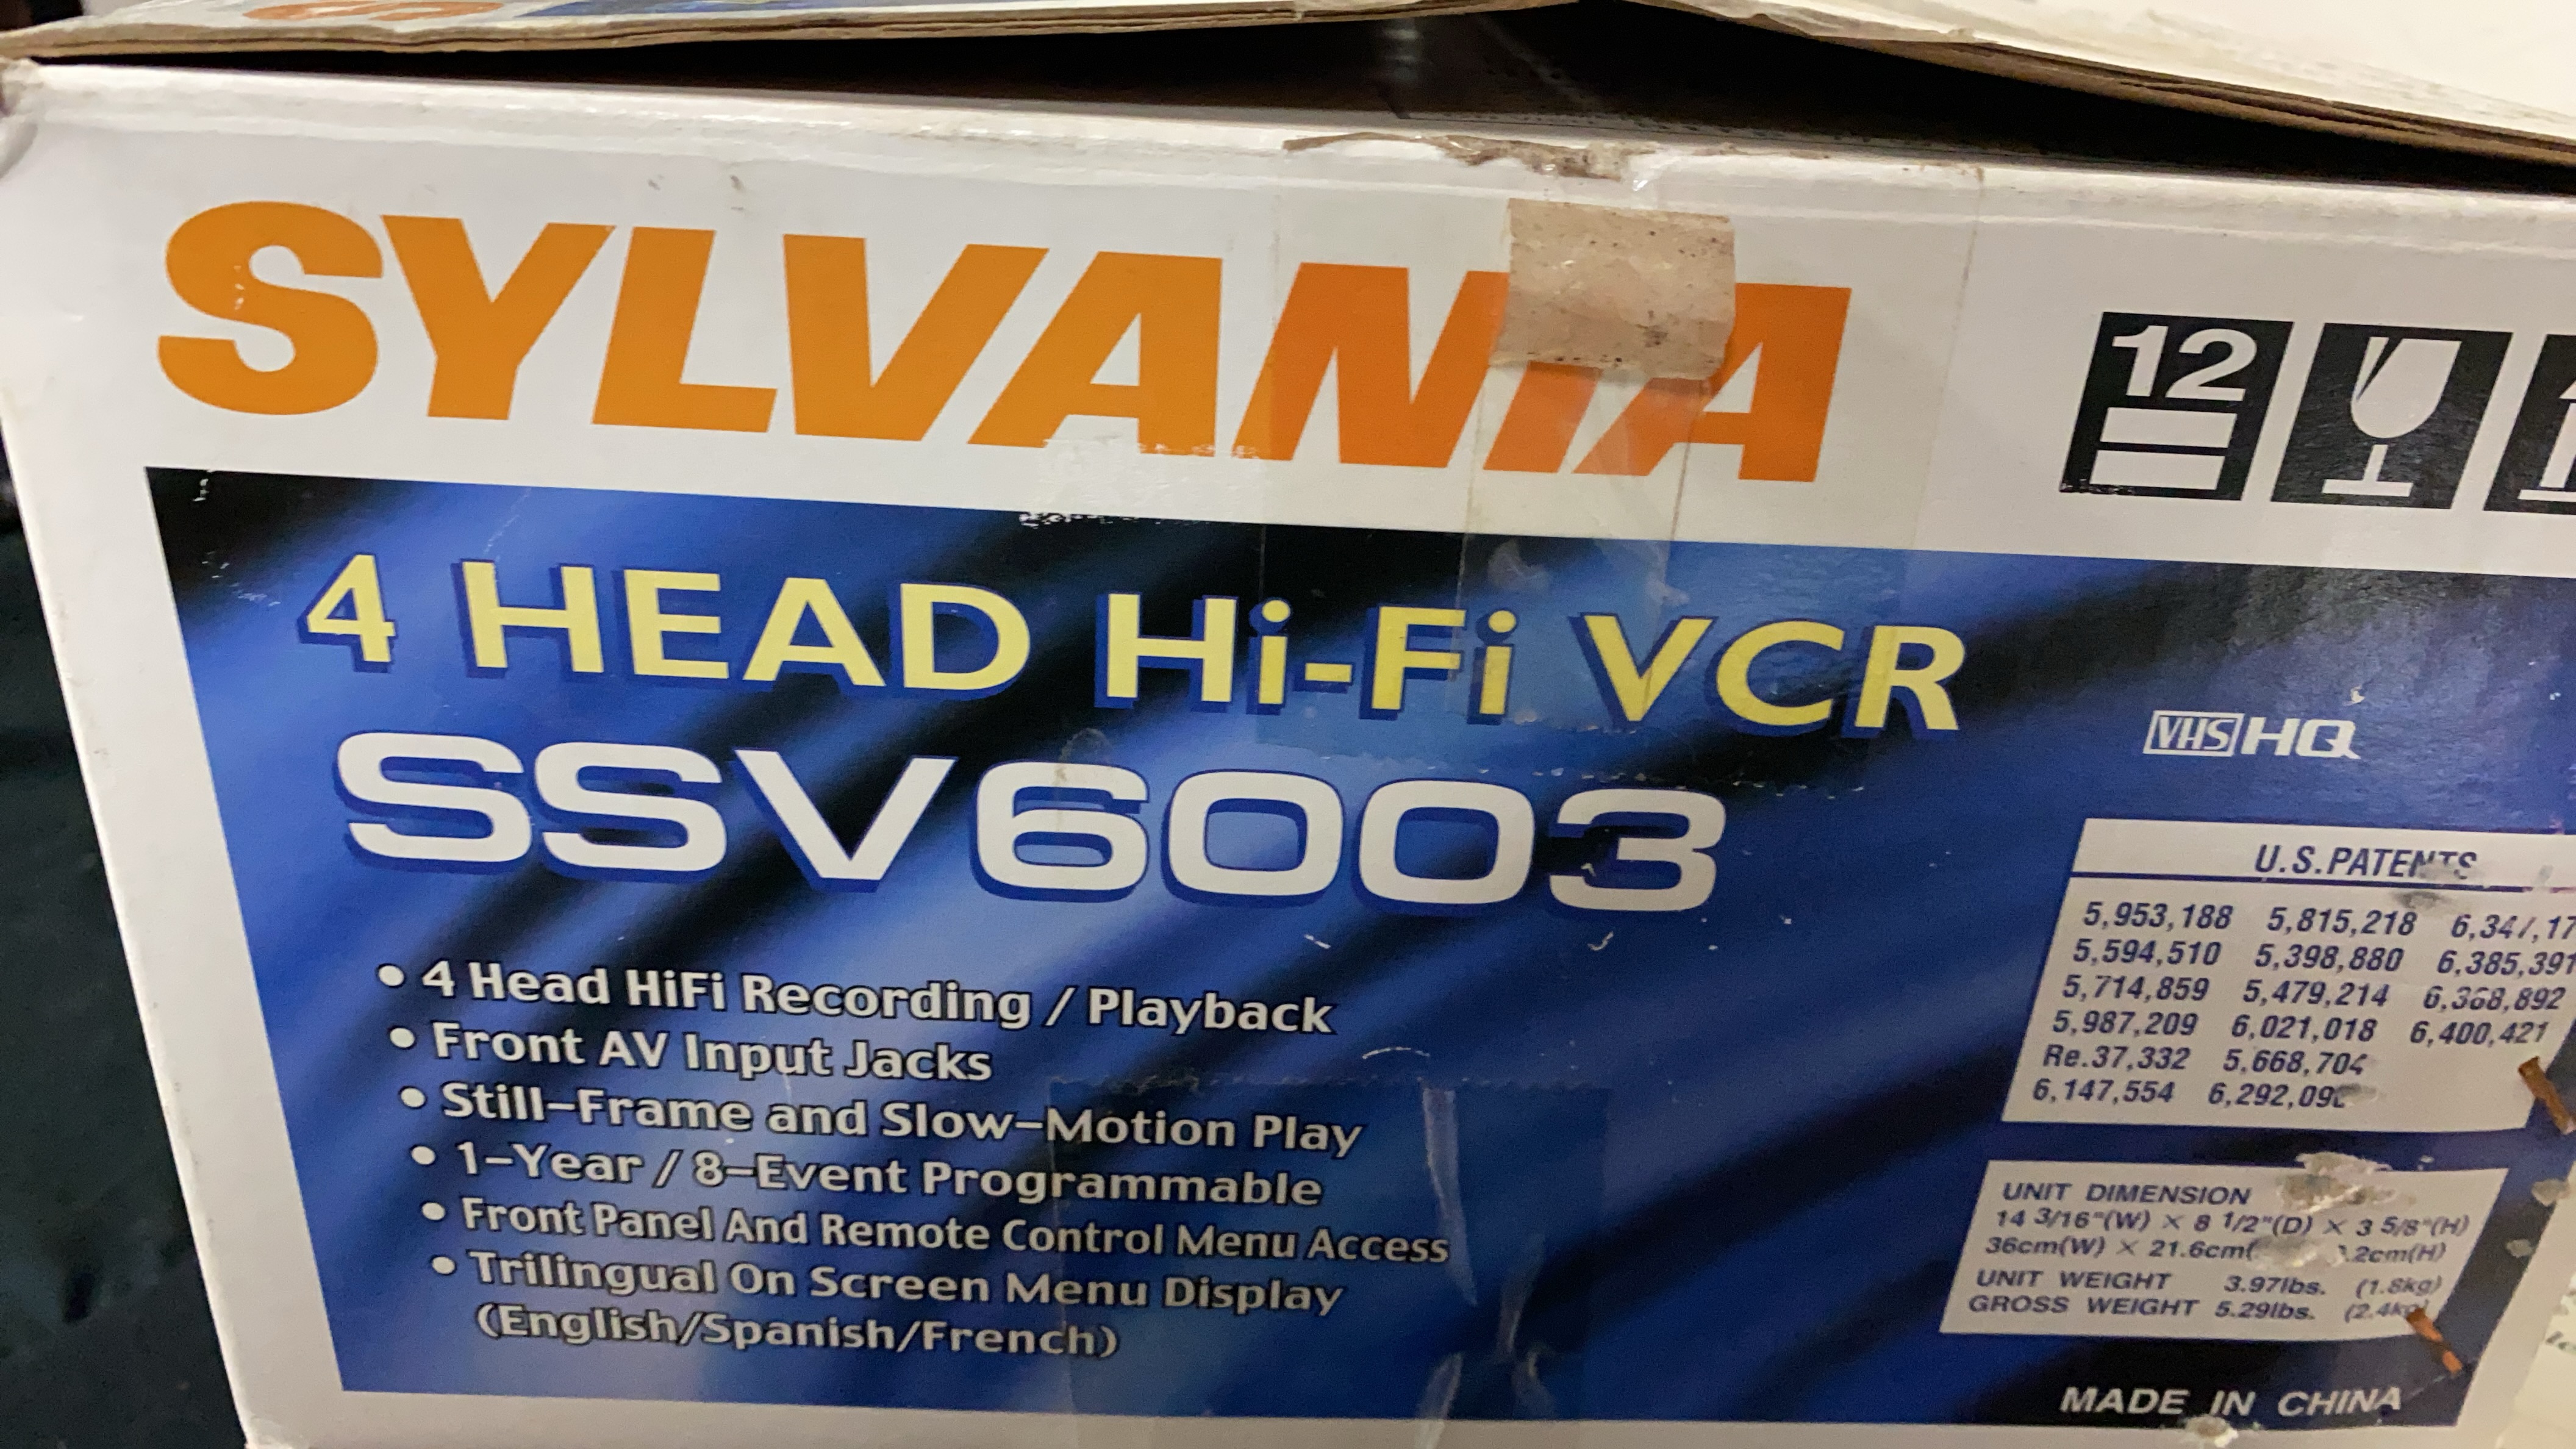 SYLVANIA
12
4 HEAD Hi-Fi VCR
SSV6003
VHS HQ
• 4 Head HiFi Recording / Playback
• Front AV Input Jacks
• Still-Frame and Slow-Motion Play
• 1-Year / 8-Event Programmable
• Front Panel And Remote Control Menu Access
• Trilingual On Screen Menu Display
(English/Spanish/French)
U.S.PATENTS
5,953,188 5,815,218
5,594,510 5,398,880 6,385,391
5,714,859 5,479,214 6,368,892
5,987,209 6,021,018 6,400,421
Re.37,332 5,668,704
6,147,554
UNIT DIMENSION
14 3/16"(W) × 8 1/2"(D) × 3 5/8"(H)
36cm(W) × 21.6cm( .2cm(H)
UNIT WEIGHT 3.97lbs. (1.8kg)
GROSS WEIGHT 5.29lbs. (2.4kg)
MADE IN CHINA